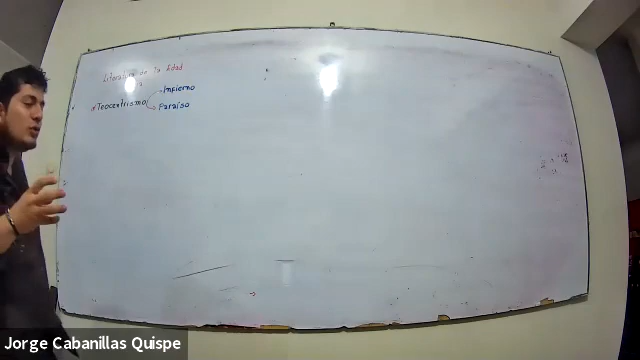 Literatura de la Edad
Infierno
Teocentrismo
Paraíso
Jorge Cabanillas Quispe